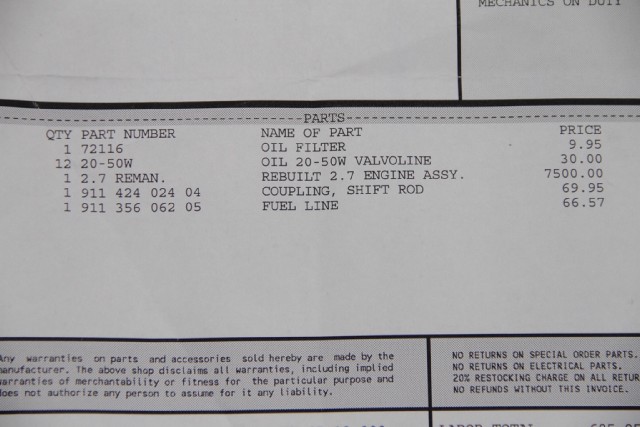 MECHANICS ON DUTY
PARTS
QTY PART NUMBER NAME OF PART PRICE
1 72116 OIL FILTER 9.95
12 20-50W OIL 20-50W VALVOLINE 30.00
1 2.7 REMAN. REBUILT 2.7 ENGINE ASSY. 7500.00
1 911 424 024 04 COUPLING, SHIFT ROD 69.95
1 911 356 062 05 FUEL LINE 66.57
Any warranties on parts and accessories sold hereby are made by the
manufacturer. The above shop disclaims all warranties, including implied
warranties of merchantability or fitness for the particular purpose and
does not authorize any person to assume for it any liability.
NO RETURNS ON SPECIAL ORDER PARTS.
NO RETURNS ON ELECTRICAL PARTS.
20% RESTOCKING CHARGE ON ALL RETUR
NO REFUNDS WITHOUT THIS INVOICE.
LABOR TOTAL